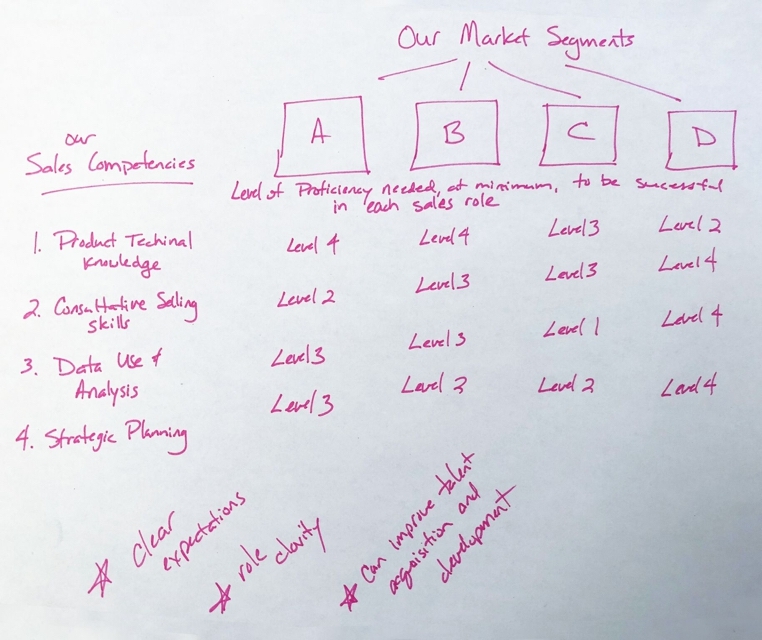 Our Market Segments
A B C D
our
Sales Competencies
Level of Proficiency needed, at minimum, to be successful
in each sales role
1. Product Techinal
Knowledge
Level 4 Level 4 Level 3 Level 2
2. Consultative Selling
skills
Level 2 Level 3 Level 3 Level 4
3. Data Use &
Analysis
Level 3 Level 3 Level 1 Level 4
4. Strategic Planning
Level 3 Level 2 Level 2 Level 4
clear
expectations
role clarity
can improve talent
acquisition and
development